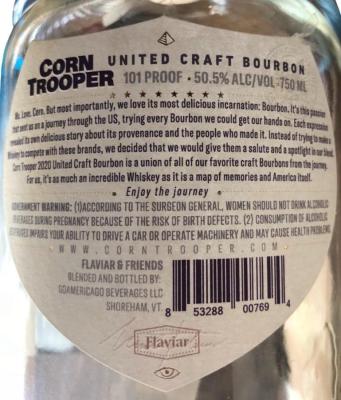 CORN TROOPER UNITED CRAFT BOURBON
101 PROOF · 50.5% ALC/VOL · 750 ML
We. Love. Corn. But most importantly, we love its most delicious incarnation: Bourbon. It's this passion
that sent us on a journey through the US, trying every Bourbon we could get our hands on. Each expression
revealed its own delicious story about its provenance and the people who made it. Instead of trying to make a
Whiskey to compete with these brands, we decided that we would give them a salute and a spotlight in our blend.
Corn Trooper 2020 United Craft Bourbon is a union of all of our favorite craft Bourbons from the journey.
For us, it's as much an incredible Whiskey as it is a map of memories and America itself.
Enjoy the journey
GOVERNMENT WARNING: (1)ACCORDING TO THE SURGEON GENERAL, WOMEN SHOULD NOT DRINK ALCOHOLIC
BEVERAGES DURING PREGNANCY BECAUSE OF THE RISK OF BIRTH DEFECTS. (2) CONSUMPTION OF ALCOHOLIC
BEVERAGES IMPAIRS YOUR ABILITY TO DRIVE A CAR OR OPERATE MACHINERY AND MAY CAUSE HEALTH PROBLEMS.
WWW.CORNTROOPER.COM
FLAVIAR & FRIENDS
BLENDED AND BOTTLED BY:
SOAMERICAGO BEVERAGES LLC
SHOREHAM, VT.
8 53288 00769 4
Flaviar